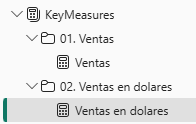 KeyMeasures
01. Ventas
Ventas
02. Ventas en dolares
Ventas en dolares